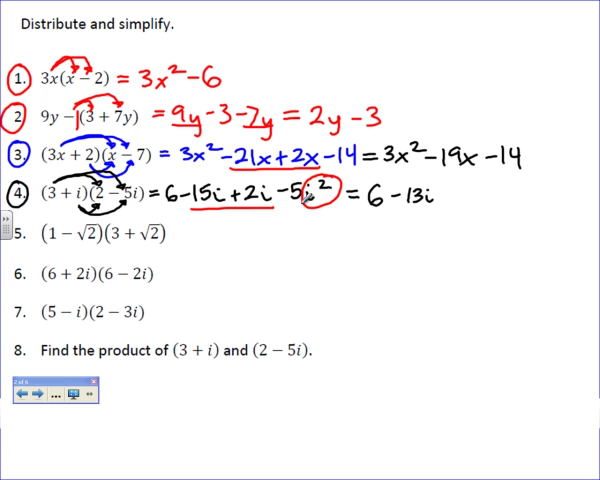 Distribute and simplify.
1. 3x(x − 2) = 3x² − 6
2. 9y − 1(3 + 7y) = 9y − 3 − 7y = 2y − 3
3. (3x + 2)(x − 7) = 3x² − 21x + 2x − 14 = 3x² − 19x − 14
4. (3 + i)(2 − 5i) = 6 − 15i + 2i − 5i² = 6 − 13i
5. (1 − √2)(3 + √2)
6. (6 + 2i)(6 − 2i)
7. (5 − i)(2 − 3i)
8. Find the product of (3 + i) and (2 − 5i).
2 of 6